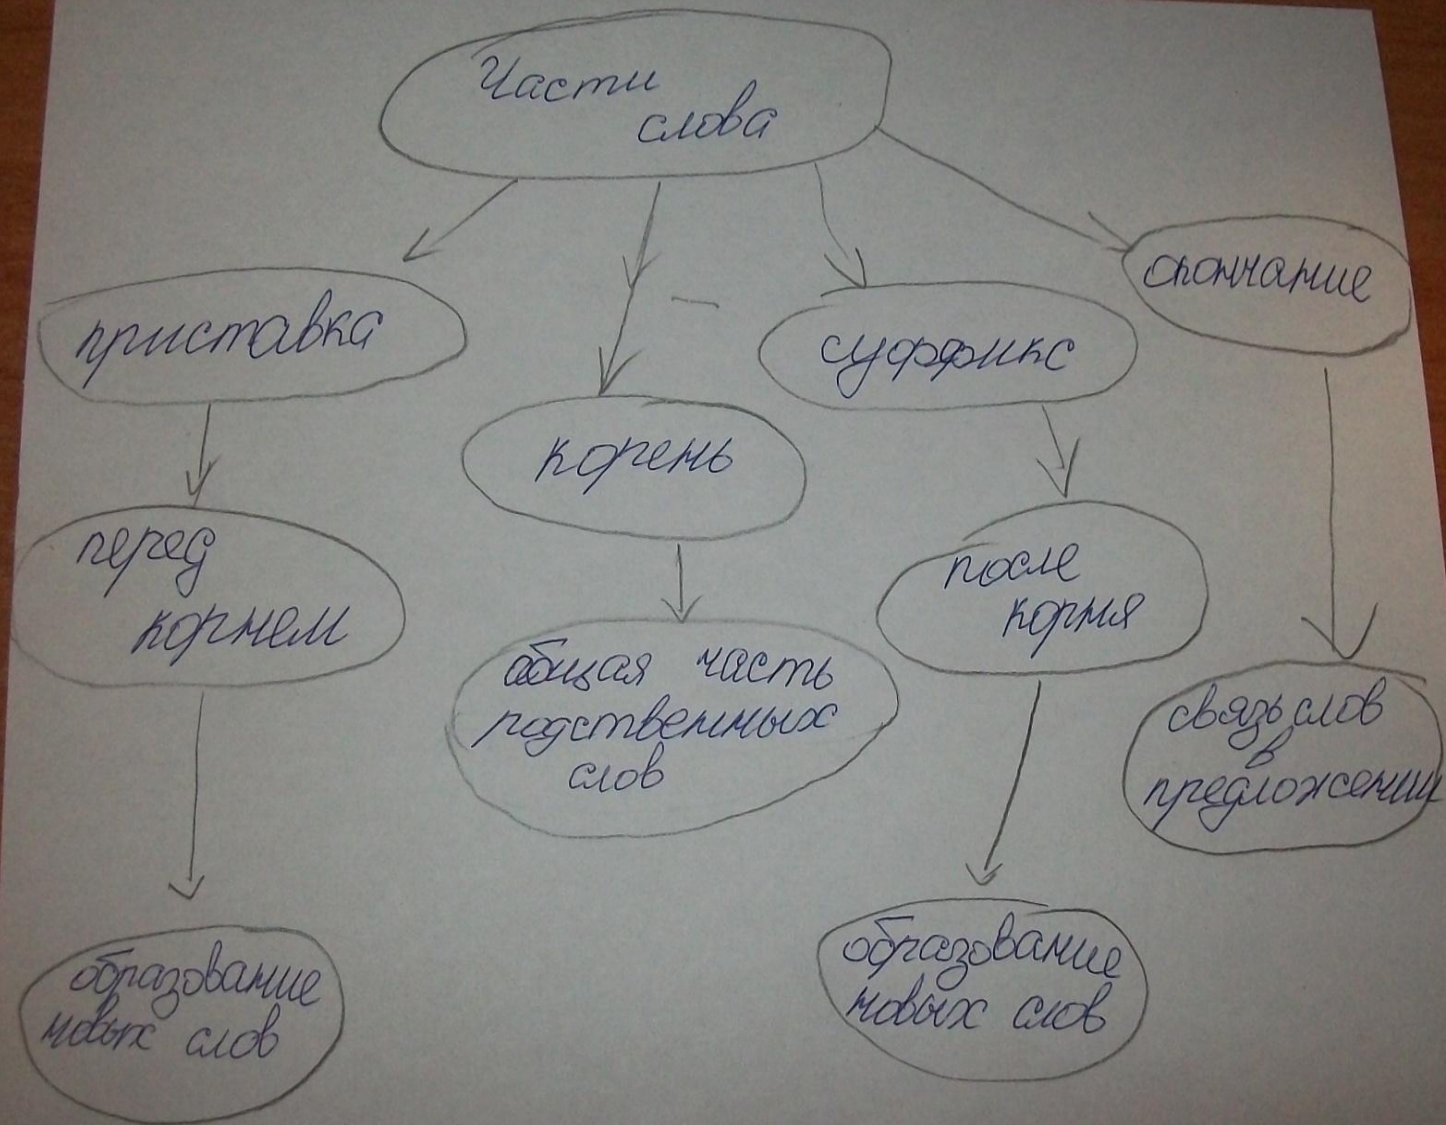 Части
слова
приставка
корень
суффикс
окончание
перед
корнем
общая часть
родственных
слов
после
корня
связь слов
в
предложении
образование
новых слов
образование
новых слов